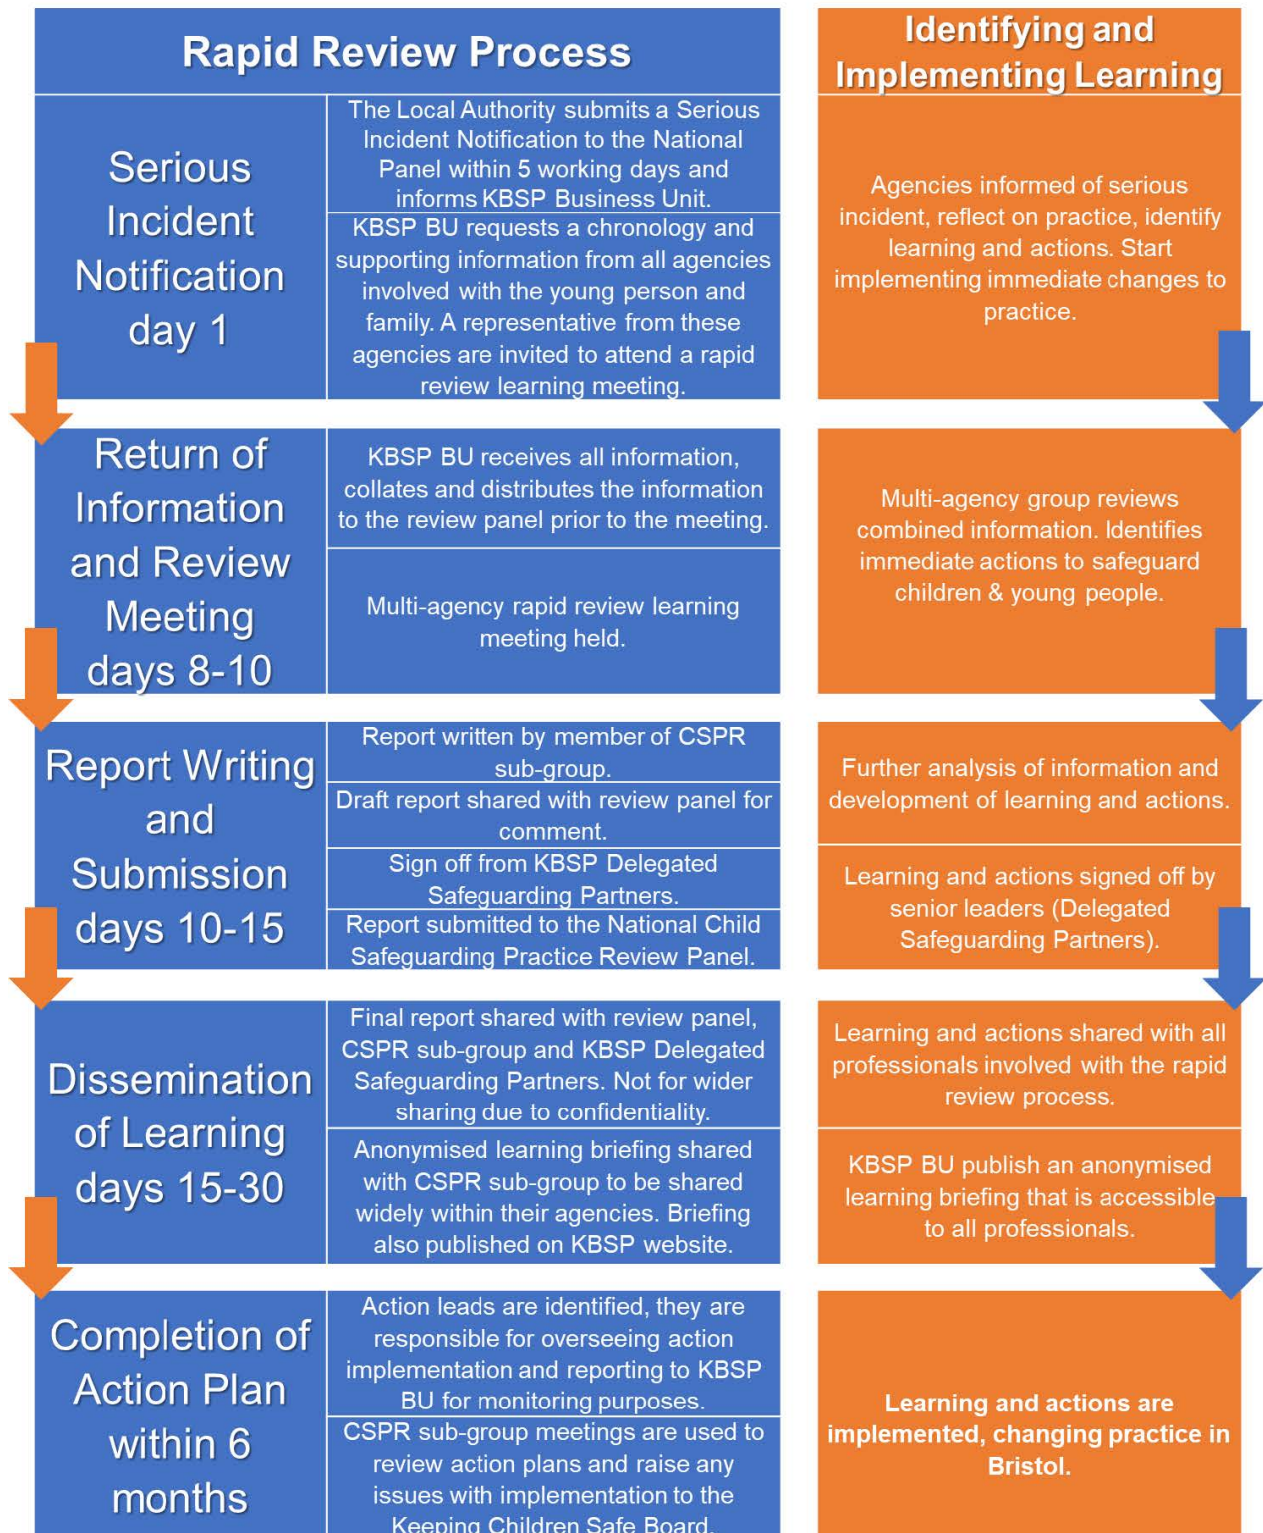 Rapid Review Process
Identifying and
Implementing Learning
Serious
Incident
Notification
day 1
The Local Authority submits a Serious
Incident Notification to the National
Panel within 5 working days and
informs KBSP Business Unit.
KBSP BU requests a chronology and
supporting information from all agencies
involved with the young person and
family. A representative from these
agencies are invited to attend a rapid
review learning meeting.
Agencies informed of serious
incident, reflect on practice, identify
learning and actions. Start
implementing immediate changes to
practice.
Return of
Information
and Review
Meeting
days 8-10
KBSP BU receives all information,
collates and distributes the information
to the review panel prior to the meeting.
Multi-agency rapid review learning
meeting held.
Multi-agency group reviews
combined information. Identifies
immediate actions to safeguard
children & young people.
Report Writing
and
Submission
days 10-15
Report written by member of CSPR
sub-group.
Draft report shared with review panel for
comment.
Sign off from KBSP Delegated
Safeguarding Partners.
Report submitted to the National Child
Safeguarding Practice Review Panel.
Further analysis of information and
development of learning and actions.
Learning and actions signed off by
senior leaders (Delegated
Safeguarding Partners).
Dissemination
of Learning
days 15-30
Final report shared with review panel,
CSPR sub-group and KBSP Delegated
Safeguarding Partners. Not for wider
sharing due to confidentiality.
Anonymised learning briefing shared
with CSPR sub-group to be shared
widely within their agencies. Briefing
also published on KBSP website.
Learning and actions shared with all
professionals involved with the rapid
review process.
KBSP BU publish an anonymised
learning briefing that is accessible
to all professionals.
Completion of
Action Plan
within 6
months
Action leads are identified, they are
responsible for overseeing action
implementation and reporting to KBSP
BU for monitoring purposes.
CSPR sub-group meetings are used to
review action plans and raise any
issues with implementation to the
Keeping Children Safe Board.
Learning and actions are
implemented, changing practice in
Bristol.